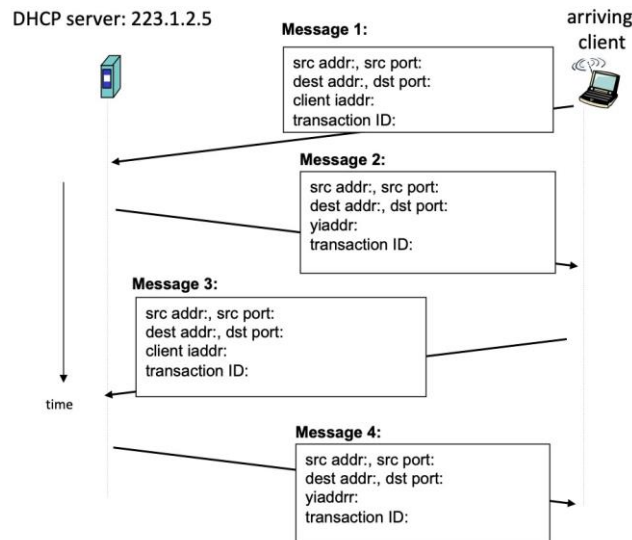 DHCP server: 223.1.2.5
arriving
client
Message 1:
src addr:, src port:
dest addr:, dst port:
client iaddr:
transaction ID:
Message 2:
src addr:, src port:
dest addr:, dst port:
yiaddr:
transaction ID:
Message 3:
src addr:, src port:
dest addr:, dst port:
client iaddr:
transaction ID:
time
Message 4:
src addr:, src port:
dest addr:, dst port:
yiaddrr:
transaction ID: